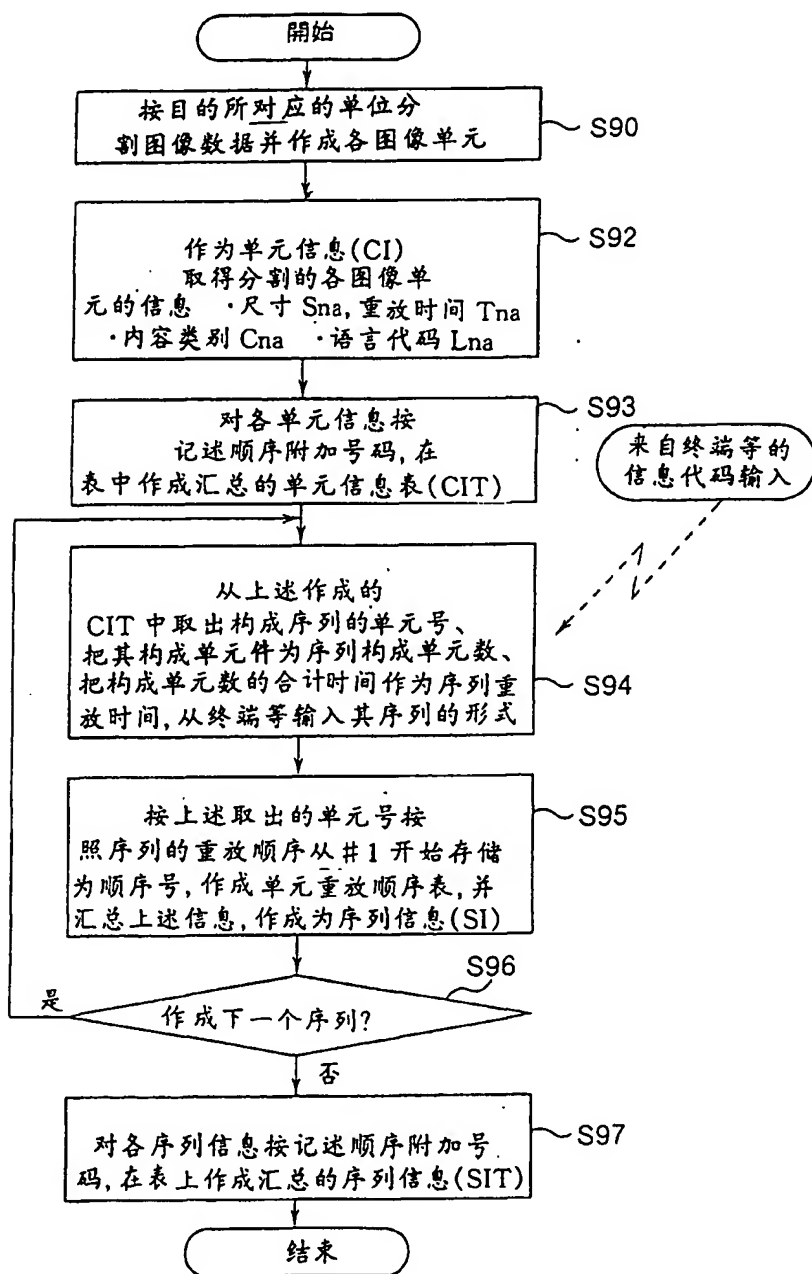 開始
按目的所对应的单位分
割图像数据并作成各图像单元
S90
作为单元信息(CI)
取得分割的各图像单
元的信息 ·尺寸 Sna,重放时间 Tna
·内容类别 Cna ·语言代码 Lna
S92
对各单元信息按
记述顺序附加号码,在
表中作成汇总的单元信息表(CIT)
S93
来自终端等的
信息代码输入
从上述作成的
CIT 中取出构成序列的单元号、
把其构成单元件为序列构成单元数、
把构成单元数的合计时间作为序列重
放时间,从终端等输入其序列的形式
S94
按上述取出的单元号按
照序列的重放顺序从#1开始存储
为顺序号,作成单元重放顺序表,并
汇总上述信息,作成为序列信息(SI)
S95
作成下一个序列?
S96
是
否
对各序列信息按记述顺序附加号
码,在表上作成汇总的序列信息(SIT)
S97
结束